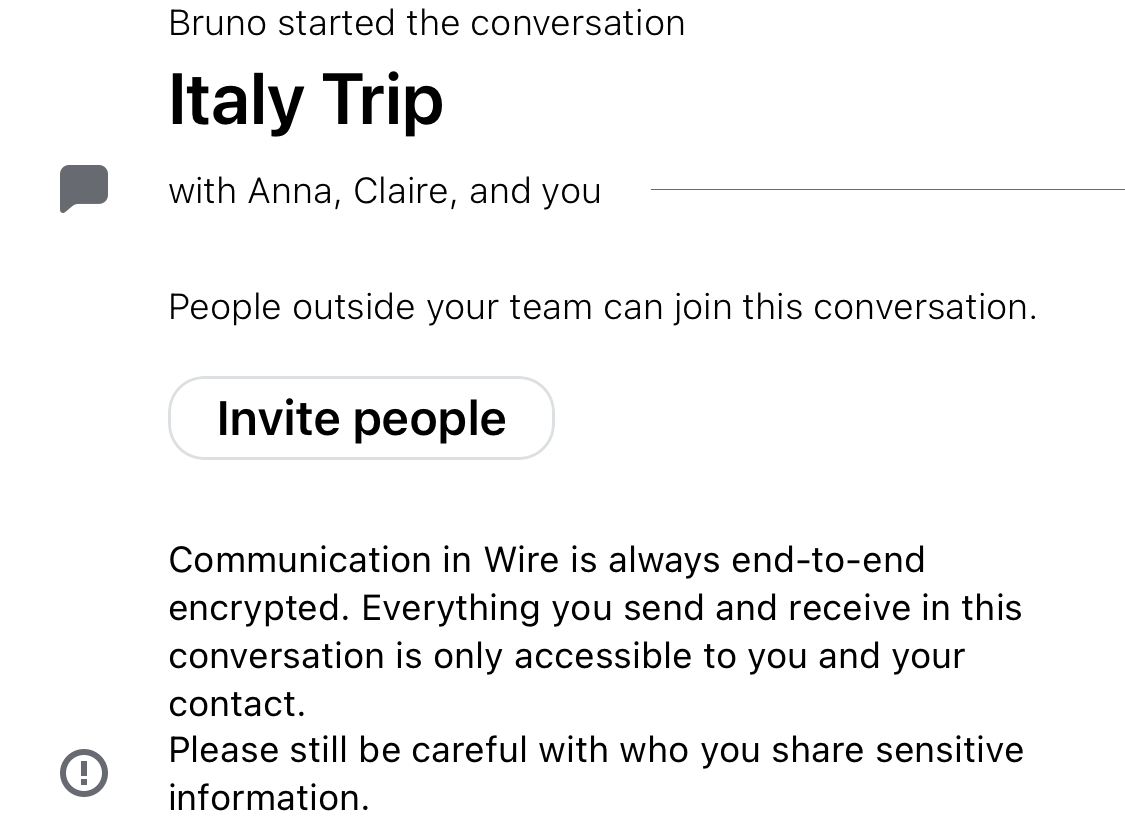 Bruno started the conversation
Italy Trip
with Anna, Claire, and you
People outside your team can join this conversation.
Invite people
Communication in Wire is always end-to-end
encrypted. Everything you send and receive in this
conversation is only accessible to you and your
contact.
Please still be careful with who you share sensitive
information.